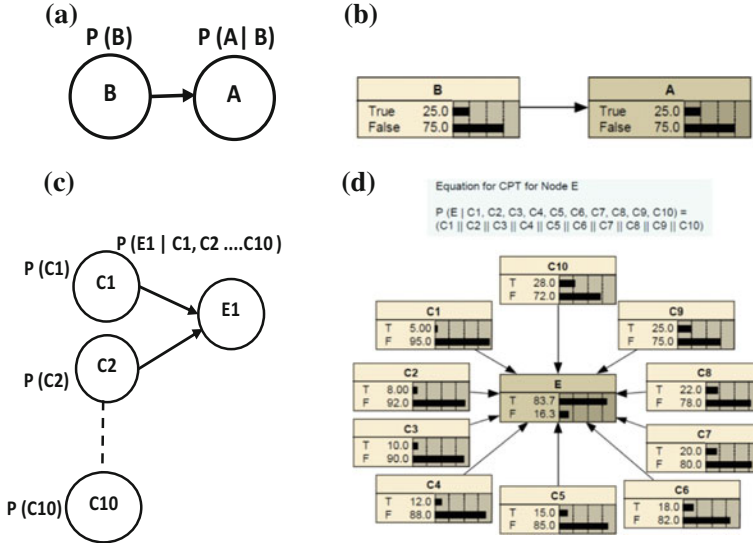 (a)
P (B)
P (A| B)
B
A
(b)
B
True 25.0
False 75.0
A
True 25.0
False 75.0
(c)
P (E1 | C1, C2 ....C10 )
P (C1)
C1
E1
P (C2)
C2
P (C10)
C10
(d)
Equation for CPT for Node E
P (E | C1, C2, C3, C4, C5, C6, C7, C8, C9, C10) =
(C1 || C2 || C3 || C4 || C5 || C6 || C7 || C8 || C9 || C10)
C10
T 28.0
F 72.0
C1
T 5.00
F 95.0
C9
T 25.0
F 75.0
C2
T 8.00
F 92.0
E
T 83.7
F 16.3
C8
T 22.0
F 78.0
C3
T 10.0
F 90.0
C7
T 20.0
F 80.0
C4
T 12.0
F 88.0
C5
T 15.0
F 85.0
C6
T 18.0
F 82.0